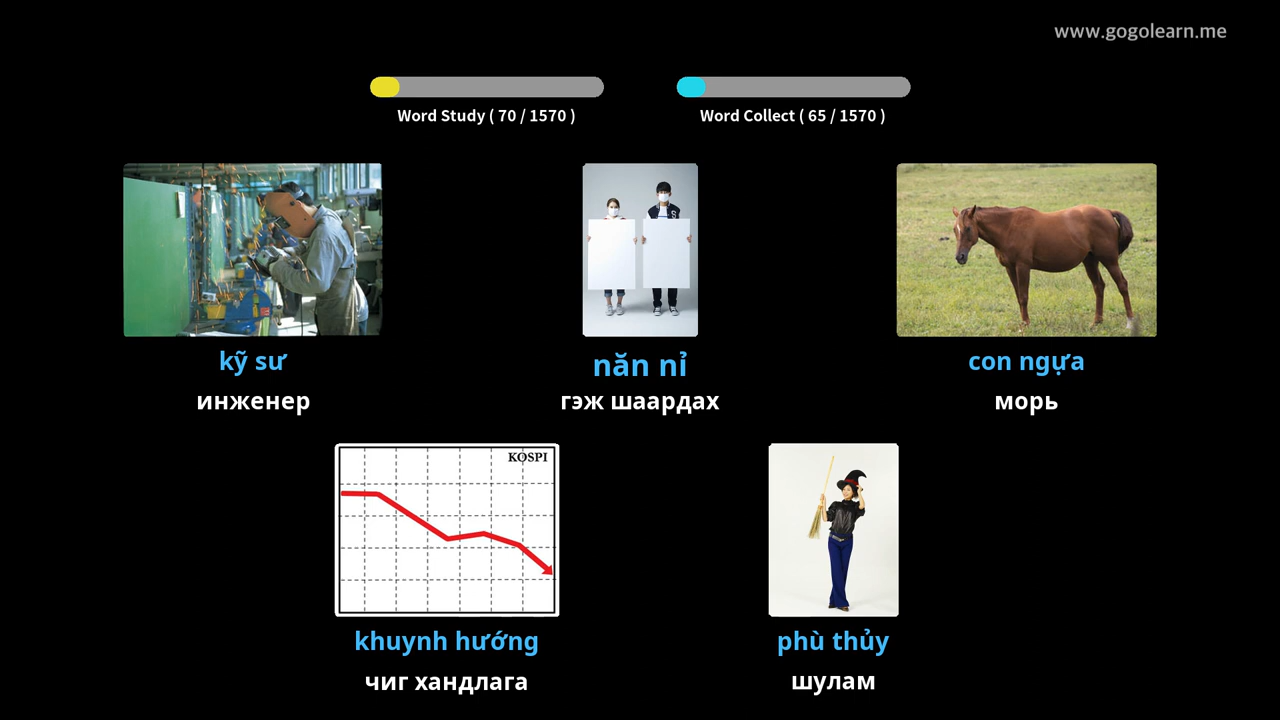 www.gogolearn.me
Word Study ( 70 / 1570 )
Word Collect ( 65 / 1570 )
kỹ sư
инженер
năn nỉ
гэж шаардах
con ngựa
морь
KOSPI
khuynh hướng
чиг хандлага
phù thủy
шулам